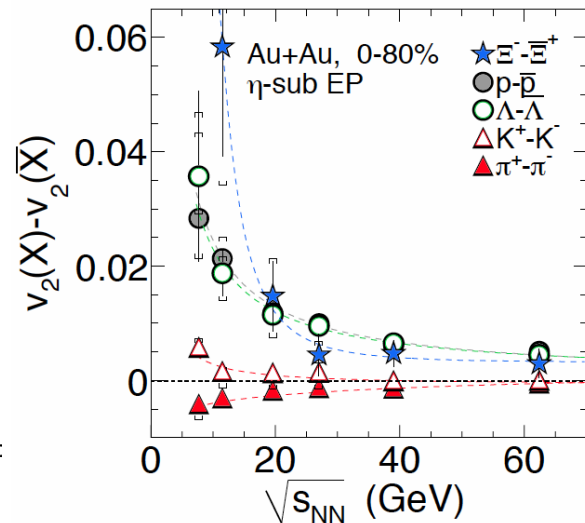 0.06
0.04
0.02
0
v₂(X)-v₂(X̅)
Au+Au, 0-80%
η-sub EP
Ξ⁻-Ξ̅⁺
p-p̅
Λ-Λ̅
K⁺-K⁻
π⁺-π⁻
0 20 40 60
√sNN (GeV)